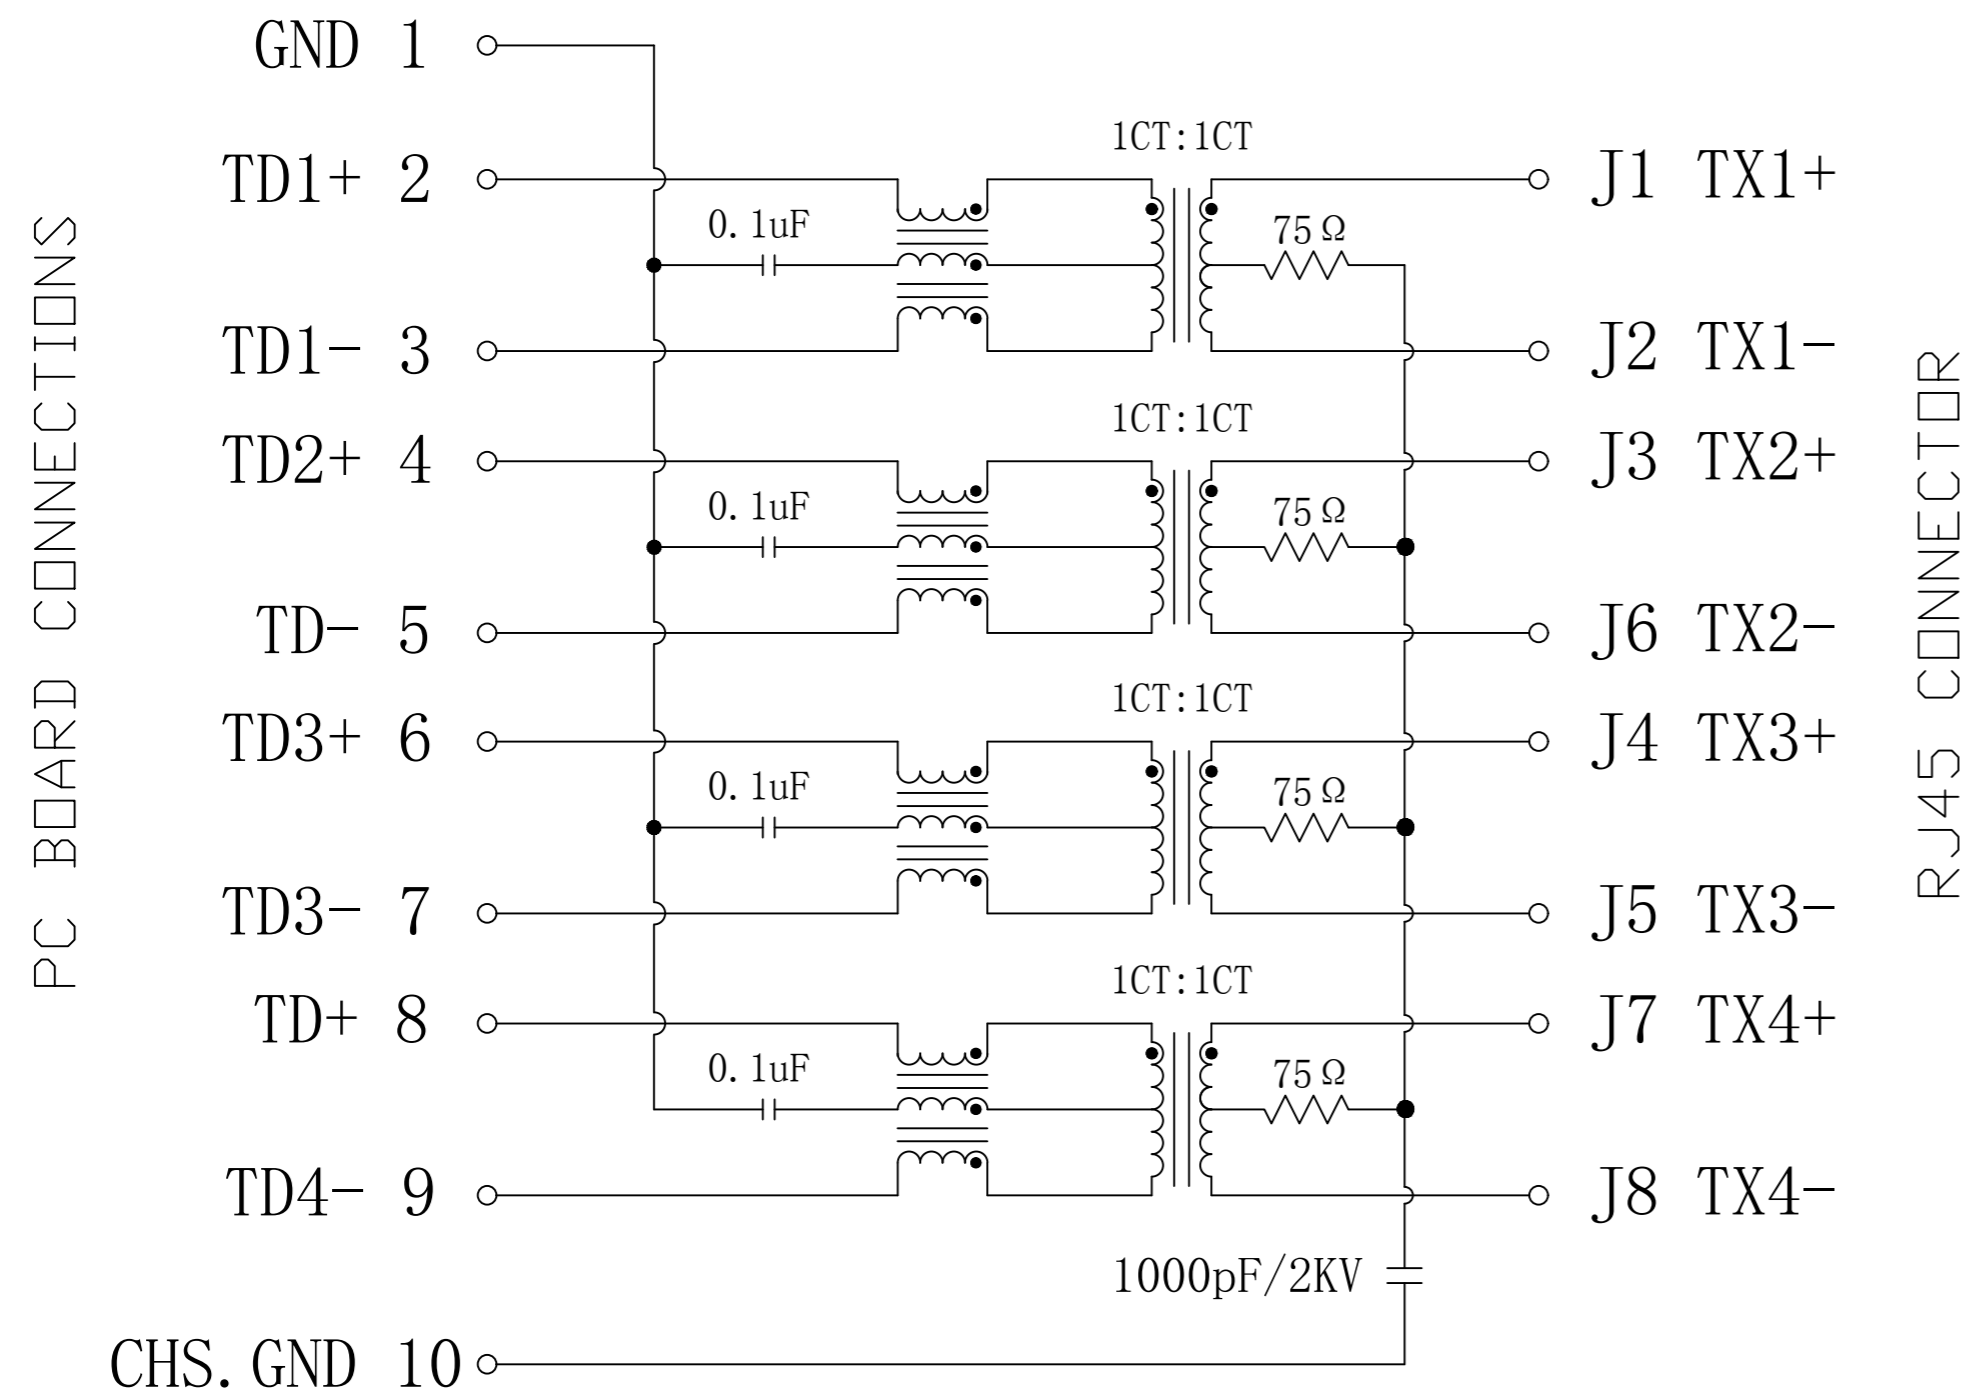 PC BOARD CONNECTIONS
GND 1
1CT:1CT
TD1+ 2
J1 TX1+
0.1uF
75Ω
TD1- 3
J2 TX1-
1CT:1CT
TD2+ 4
J3 TX2+
0.1uF
75Ω
TD- 5
J6 TX2-
1CT:1CT
TD3+ 6
J4 TX3+
0.1uF
75Ω
TD3- 7
J5 TX3-
1CT:1CT
TD+ 8
J7 TX4+
0.1uF
75Ω
TD4- 9
J8 TX4-
1000pF/2KV
CHS.GND 10
RJ45 CONNECTOR